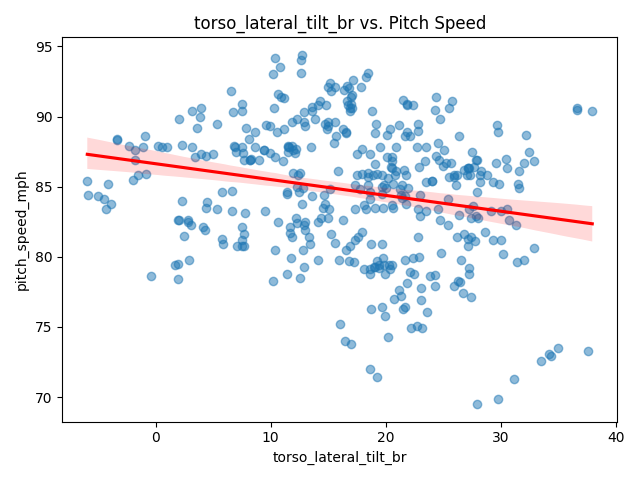 torso_lateral_tilt_br vs. Pitch Speed
95
90
85
80
75
70
pitch_speed_mph
0 10 20 30 40
torso_lateral_tilt_br